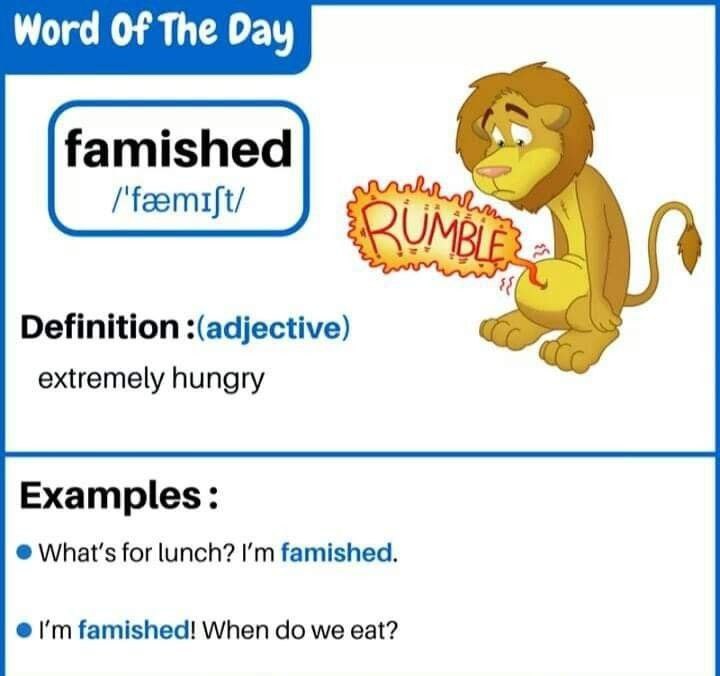 Word Of The Day
famished
/'fæmɪʃt/
RUMBLE
Definition :(adjective)
extremely hungry
Examples :
• What's for lunch? I'm famished.
• I'm famished! When do we eat?